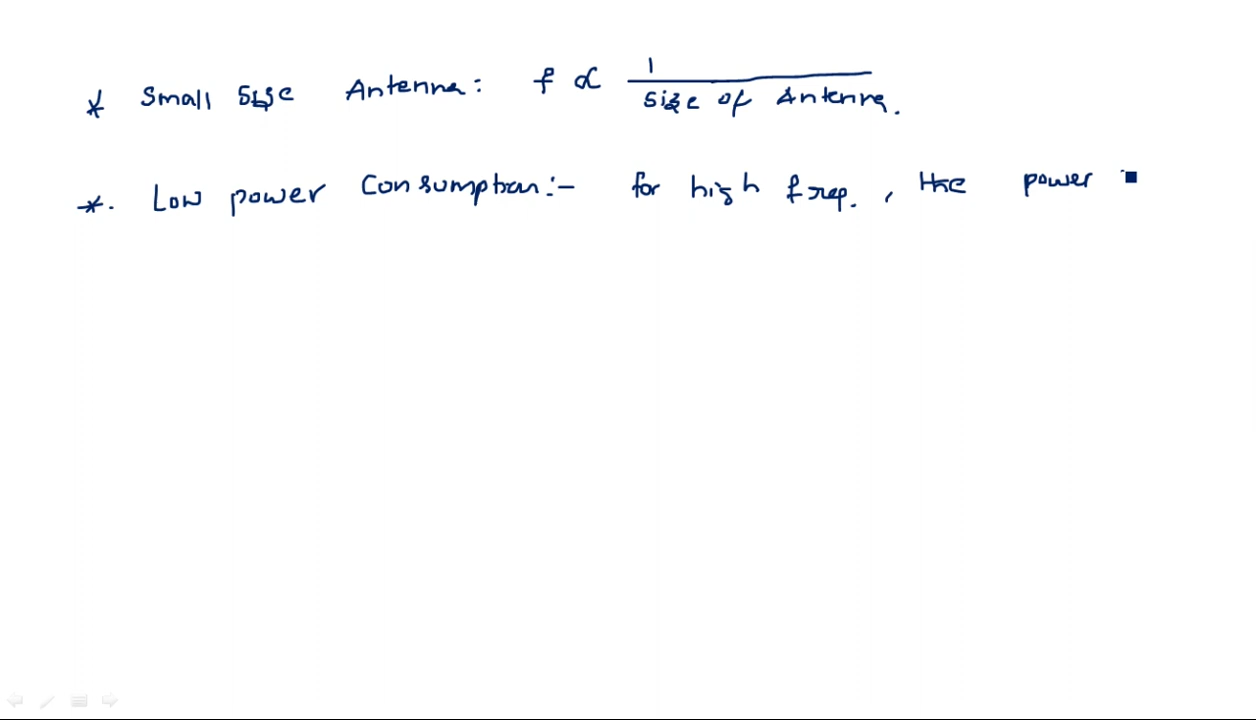 * Small Size Antenna: f ∝ 1 / size of Antenna.
*. Low power Consumption:- for high freq. , the power i